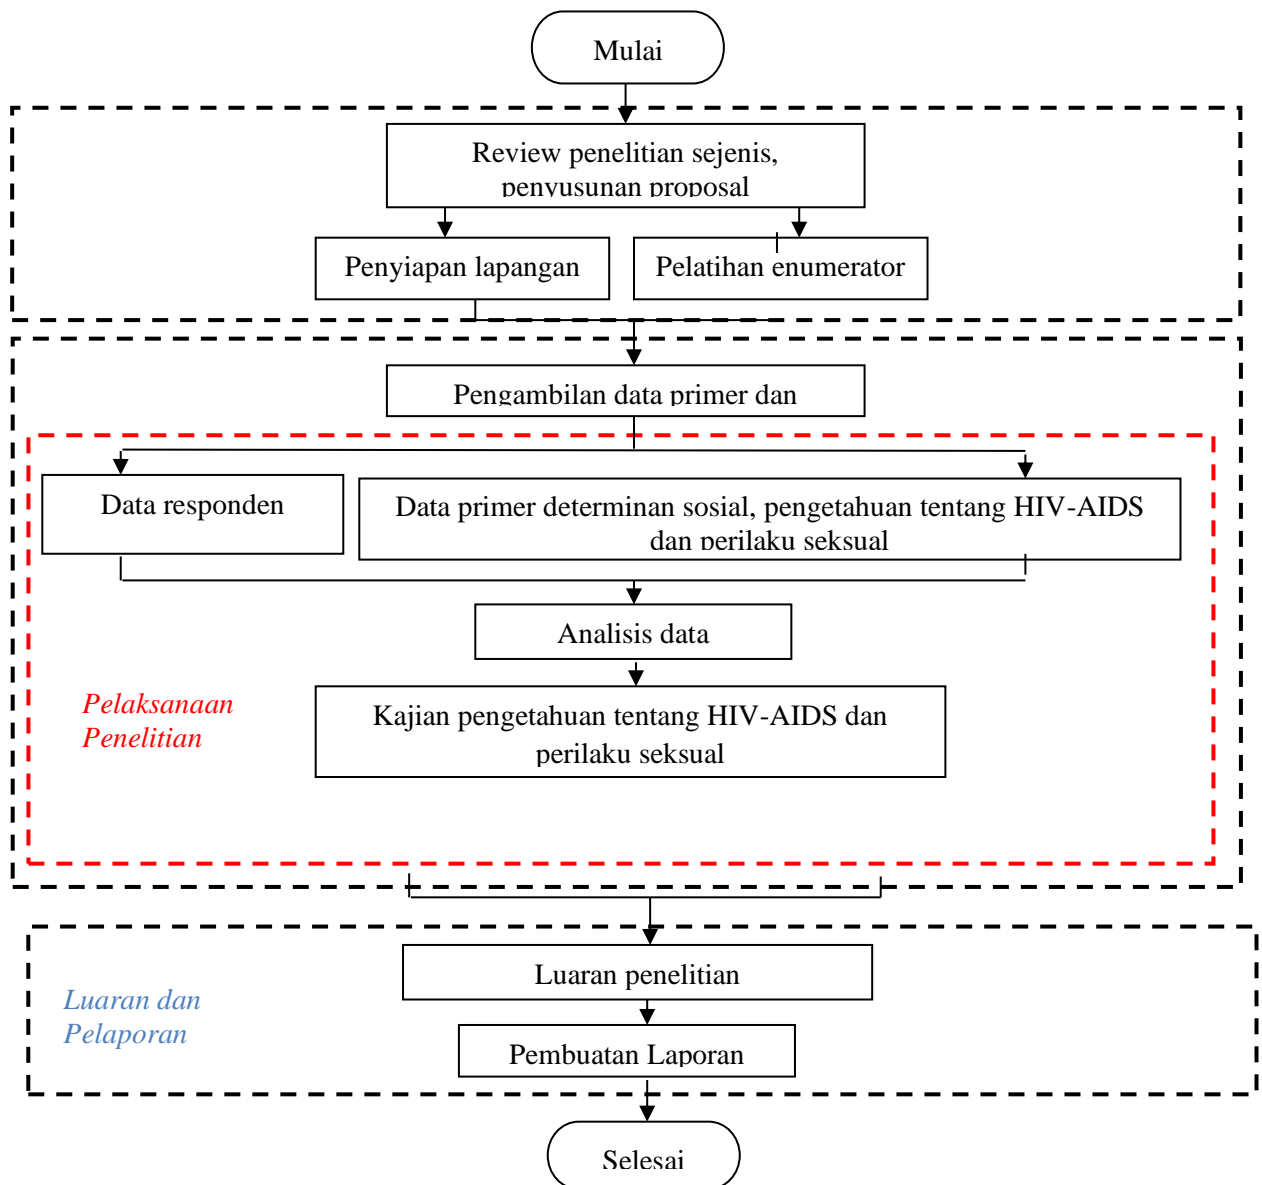 Mulai
Review penelitian sejenis,
penyusunan proposal
Penyiapan lapangan
Pelatihan enumerator
Pengambilan data primer dan
Data responden
Data primer determinan sosial, pengetahuan tentang HIV-AIDS
dan perilaku seksual
Analisis data
Pelaksanaan
Penelitian
Kajian pengetahuan tentang HIV-AIDS dan
perilaku seksual
Luaran penelitian
Luaran dan
Pelaporan
Pembuatan Laporan
Selesai